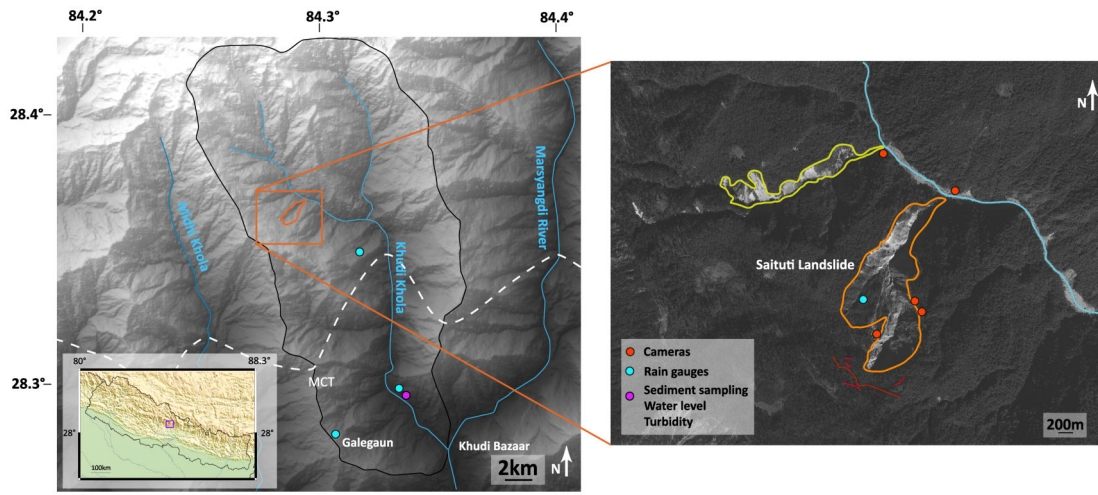 84.2°
84.3°
84.4°
28.4°
28.3°
Midhi Khola
Khudi Khola
Marsyangdi River
MCT
Galegaun
Khudi Bazaar
2km
N
80°
88.3°
28°
28°
100km
N
Saituti Landslide
Cameras
Rain gauges
Sediment sampling
Water level
Turbidity
200m